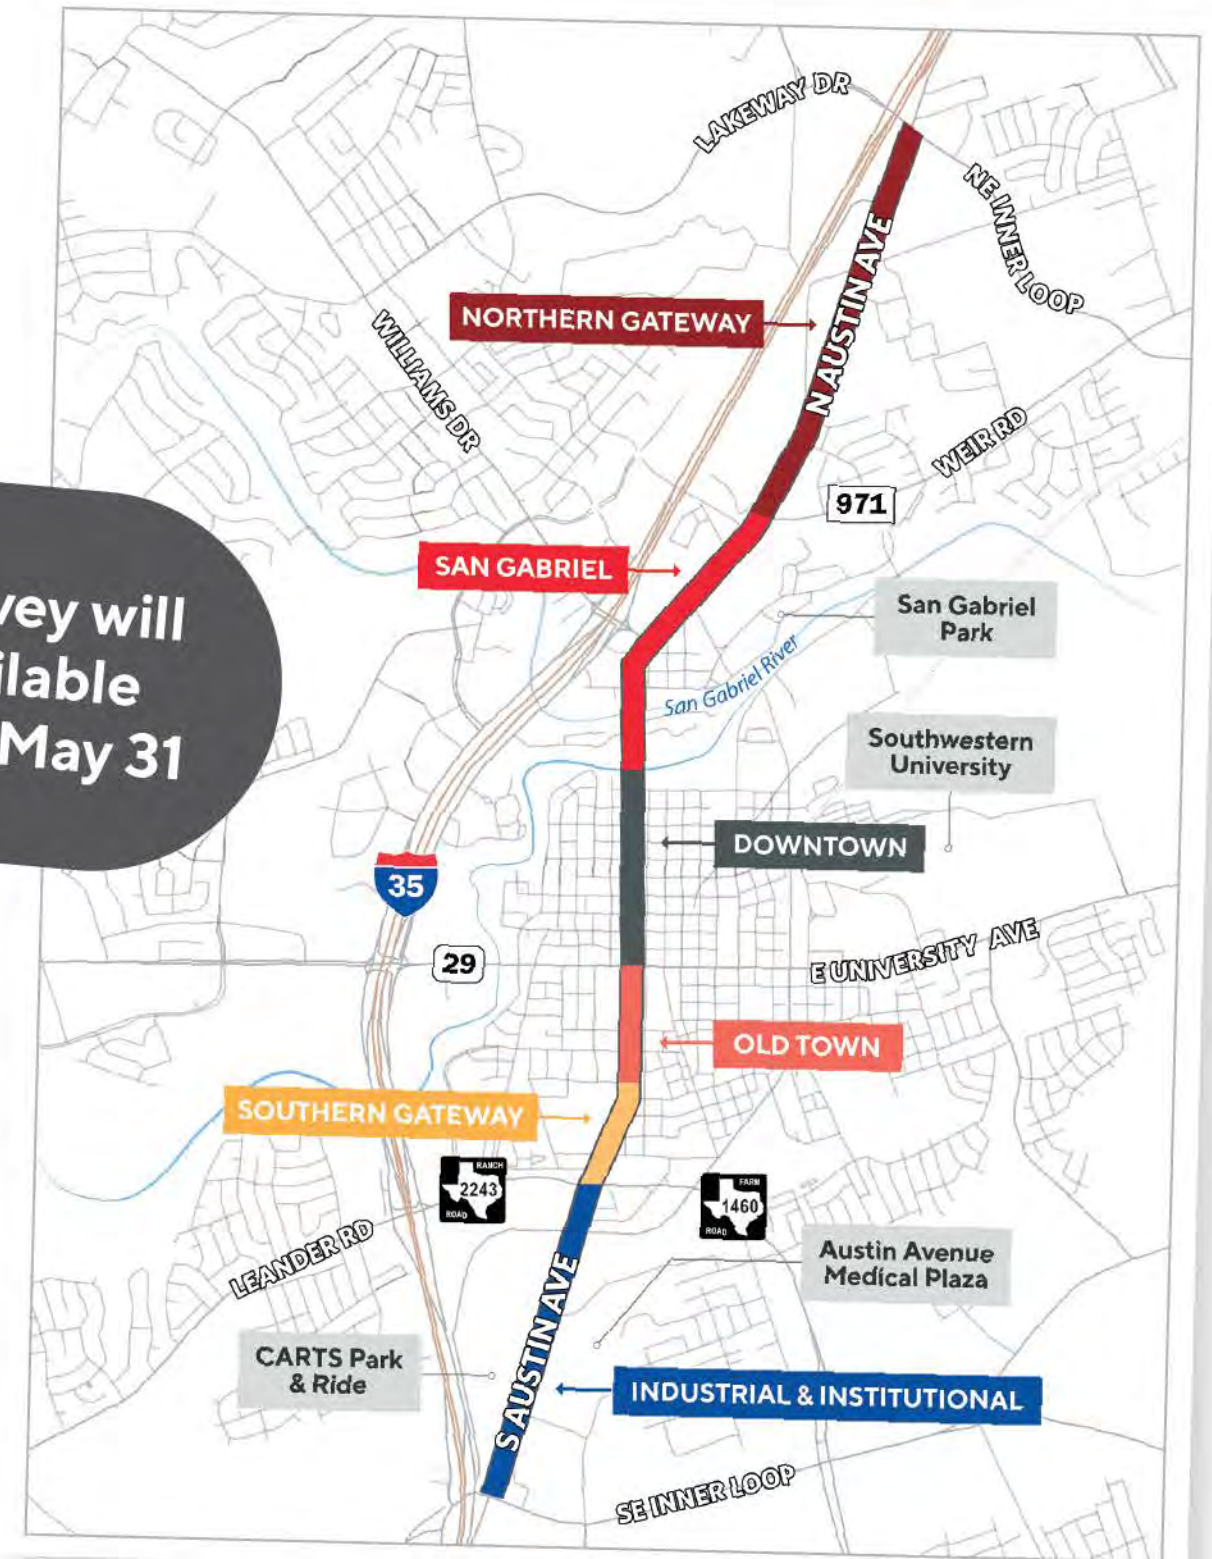 LAKEWAY DR
NE INNER LOOP
N AUSTIN AVE
NORTHERN GATEWAY
WILLIAMS DR
WEIR RD
971
SAN GABRIEL
San Gabriel
Park
San Gabriel River
vey will
ilable
May 31
Southwestern
University
DOWNTOWN
35
29
E UNIVERSITY AVE
OLD TOWN
SOUTHERN GATEWAY
RANCH
2243
ROAD
FARM
1460
ROAD
LEANDER RD
Austin Avenue
Medical Plaza
S AUSTIN AVE
CARTS Park
& Ride
INDUSTRIAL & INSTITUTIONAL
SE INNER LOOP